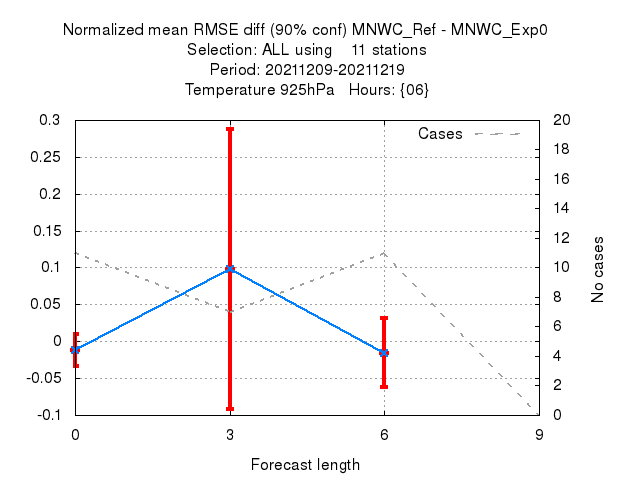 Normalized mean RMSE diff (90% conf) MNWC_Ref - MNWC_Exp0
Selection: ALL using 11 stations
Period: 20211209-20211219
Temperature 925hPa Hours: {06}
Cases
0.3
0.25
0.2
0.15
0.1
0.05
0
-0.05
-0.1
20
18
16
14
12
10
8
6
4
2
0
No cases
0 3 6 9
Forecast length